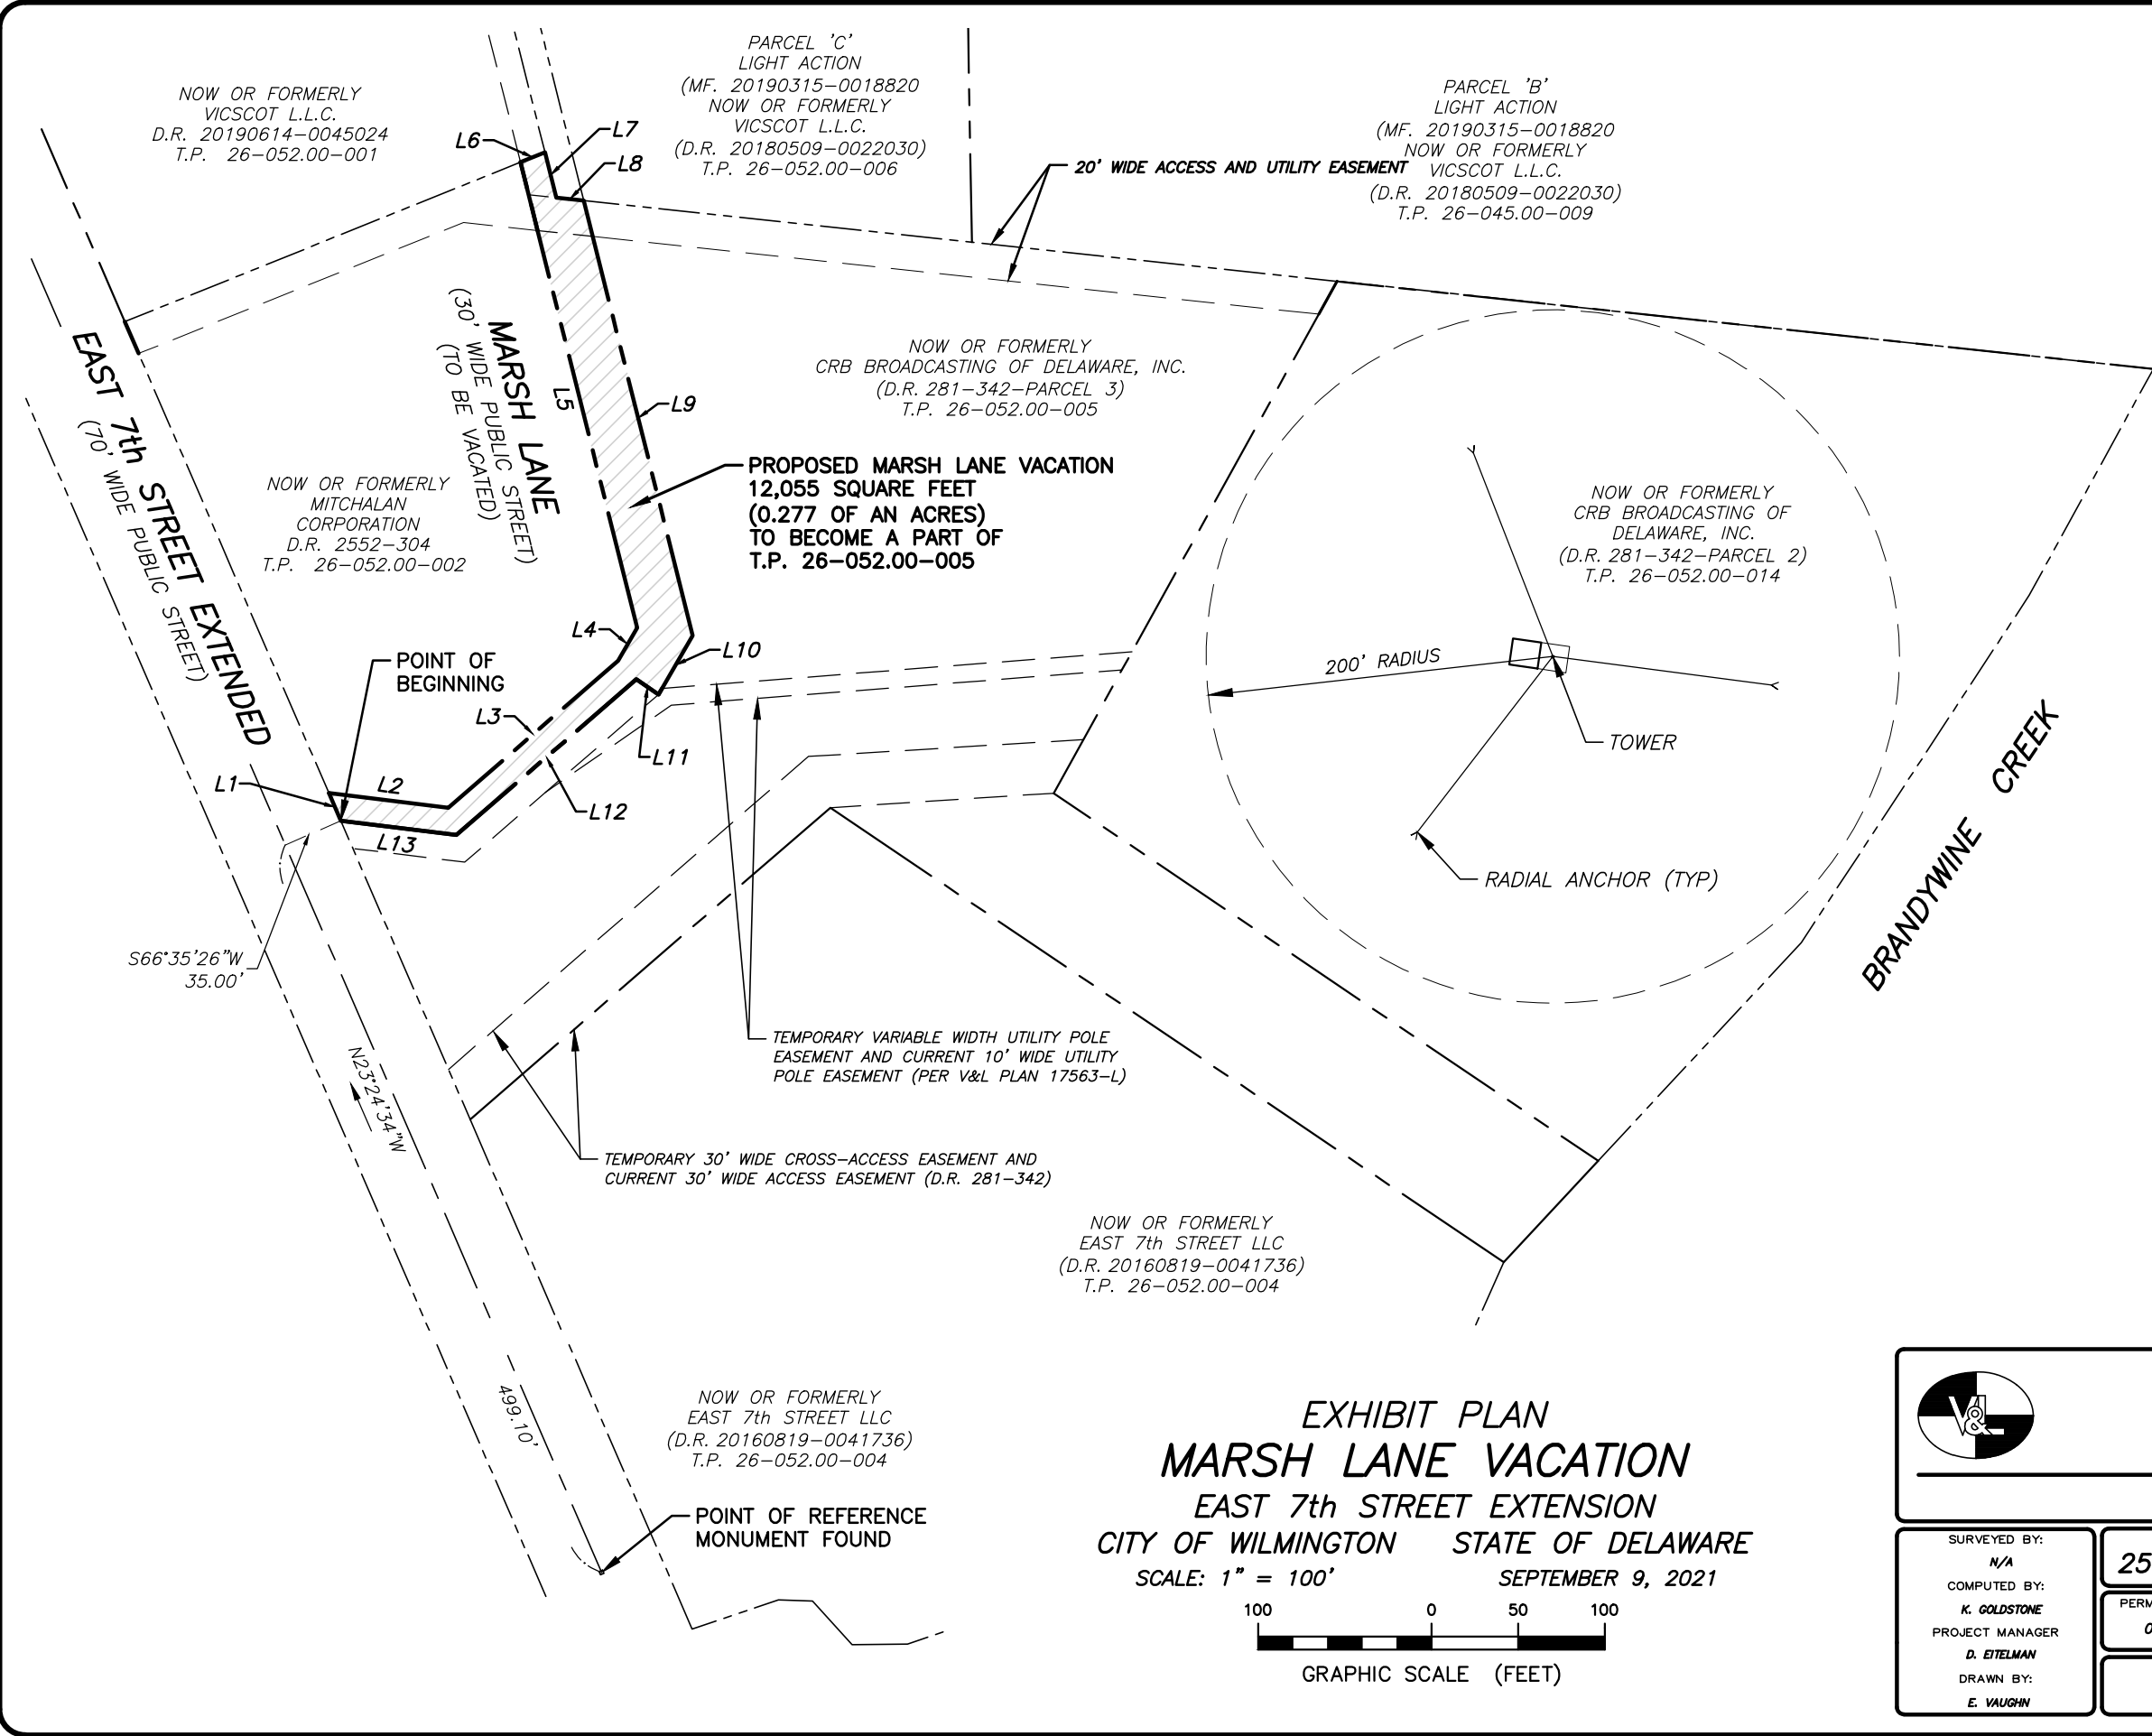 NOW OR FORMERLY
VICSCOT L.L.C.
D.R. 20190614-0045024
T.P. 26-052.00-001
PARCEL 'C'
LIGHT ACTION
(MF. 20190315-0018820
NOW OR FORMERLY
VICSCOT L.L.C.
(D.R. 20180509-0022030)
T.P. 26-052.00-006
PARCEL 'B'
LIGHT ACTION
(MF. 20190315-0018820
NOW OR FORMERLY
VICSCOT L.L.C.
(D.R. 20180509-0022030)
T.P. 26-045.00-009
L6
L7
L8
20' WIDE ACCESS AND UTILITY EASEMENT
EAST 7th STREET EXTENDED
(70' WIDE PUBLIC STREET)
MARSH LANE
(30' WIDE PUBLIC STREET)
(TO BE VACATED)
L5
L9
NOW OR FORMERLY
CRB BROADCASTING OF DELAWARE, INC.
(D.R. 281-342-PARCEL 3)
T.P. 26-052.00-005
NOW OR FORMERLY
MITCHALAN
CORPORATION
D.R. 2552-304
T.P. 26-052.00-002
PROPOSED MARSH LANE VACATION
12,055 SQUARE FEET
(0.277 OF AN ACRES)
TO BECOME A PART OF
T.P. 26-052.00-005
NOW OR FORMERLY
CRB BROADCASTING OF
DELAWARE, INC.
(D.R. 281-342-PARCEL 2)
T.P. 26-052.00-014
L4
L10
POINT OF
BEGINNING
200' RADIUS
L3
L11
TOWER
L1
L2
L12
L13
BRANDYWINE CREEK
RADIAL ANCHOR (TYP)
S66°35'26"W
35.00'
N23°24'34"W
TEMPORARY VARIABLE WIDTH UTILITY POLE
EASEMENT AND CURRENT 10' WIDE UTILITY
POLE EASEMENT (PER V&L PLAN 17563-L)
TEMPORARY 30' WIDE CROSS-ACCESS EASEMENT AND
CURRENT 30' WIDE ACCESS EASEMENT (D.R. 281-342)
NOW OR FORMERLY
EAST 7th STREET LLC
(D.R. 20160819-0041736)
T.P. 26-052.00-004
499.10'
NOW OR FORMERLY
EAST 7th STREET LLC
(D.R. 20160819-0041736)
T.P. 26-052.00-004
POINT OF REFERENCE
MONUMENT FOUND
EXHIBIT PLAN
MARSH LANE VACATION
EAST 7th STREET EXTENSION
CITY OF WILMINGTON STATE OF DELAWARE
SCALE: 1" = 100' SEPTEMBER 9, 2021
100 0 50 100
GRAPHIC SCALE (FEET)
V&L
SURVEYED BY:
N/A
COMPUTED BY:
K. GOLDSTONE
PROJECT MANAGER
D. EITELMAN
DRAWN BY:
E. VAUGHN
25
PERM